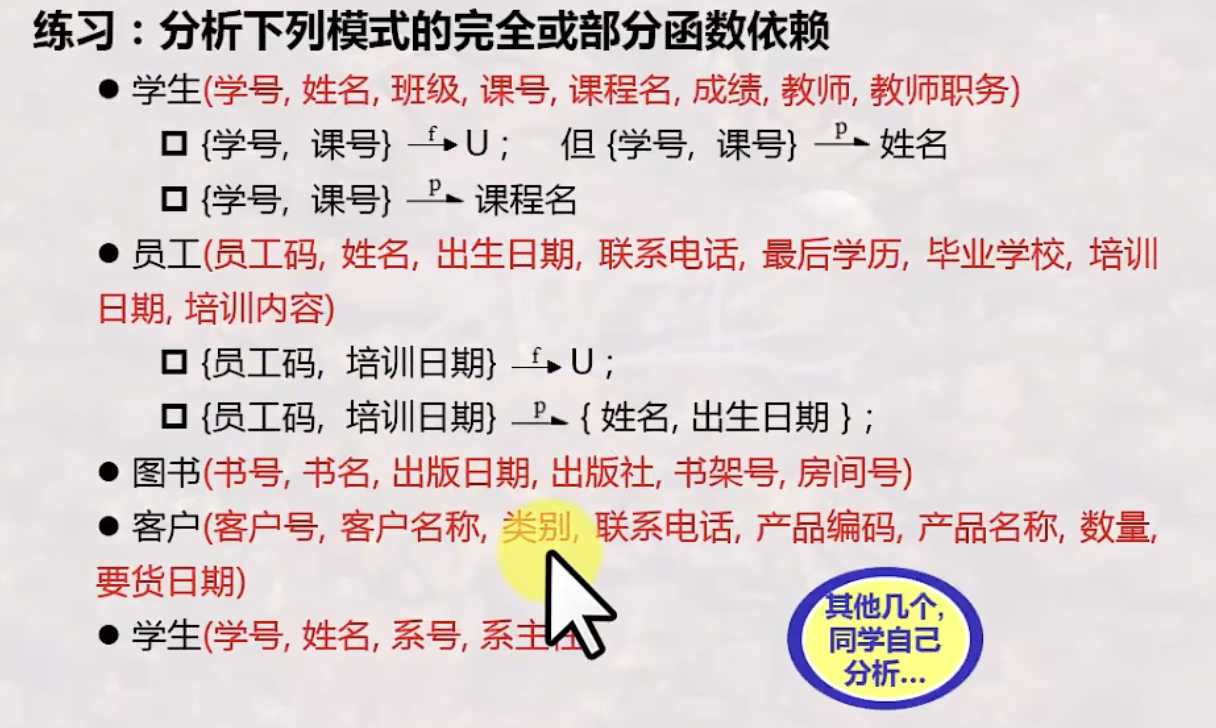 练习：分析下列模式的完全或部分函数依赖
● 学生(学号, 姓名, 班级, 课号, 课程名, 成绩, 教师, 教师职务)
□ {学号, 课号} f→ U； 但 {学号, 课号} p→ 姓名
□ {学号, 课号} p→ 课程名
● 员工(员工码, 姓名, 出生日期, 联系电话, 最后学历, 毕业学校, 培训
日期, 培训内容)
□ {员工码, 培训日期} f→ U；
□ {员工码, 培训日期} p→ { 姓名, 出生日期 }；
● 图书(书号, 书名, 出版日期, 出版社, 书架号, 房间号)
● 客户(客户号, 客户名称, 类别, 联系电话, 产品编码, 产品名称, 数量,
要货日期)
● 学生(学号, 姓名, 系号, 系主任
其他几个,
同学自己
分析...